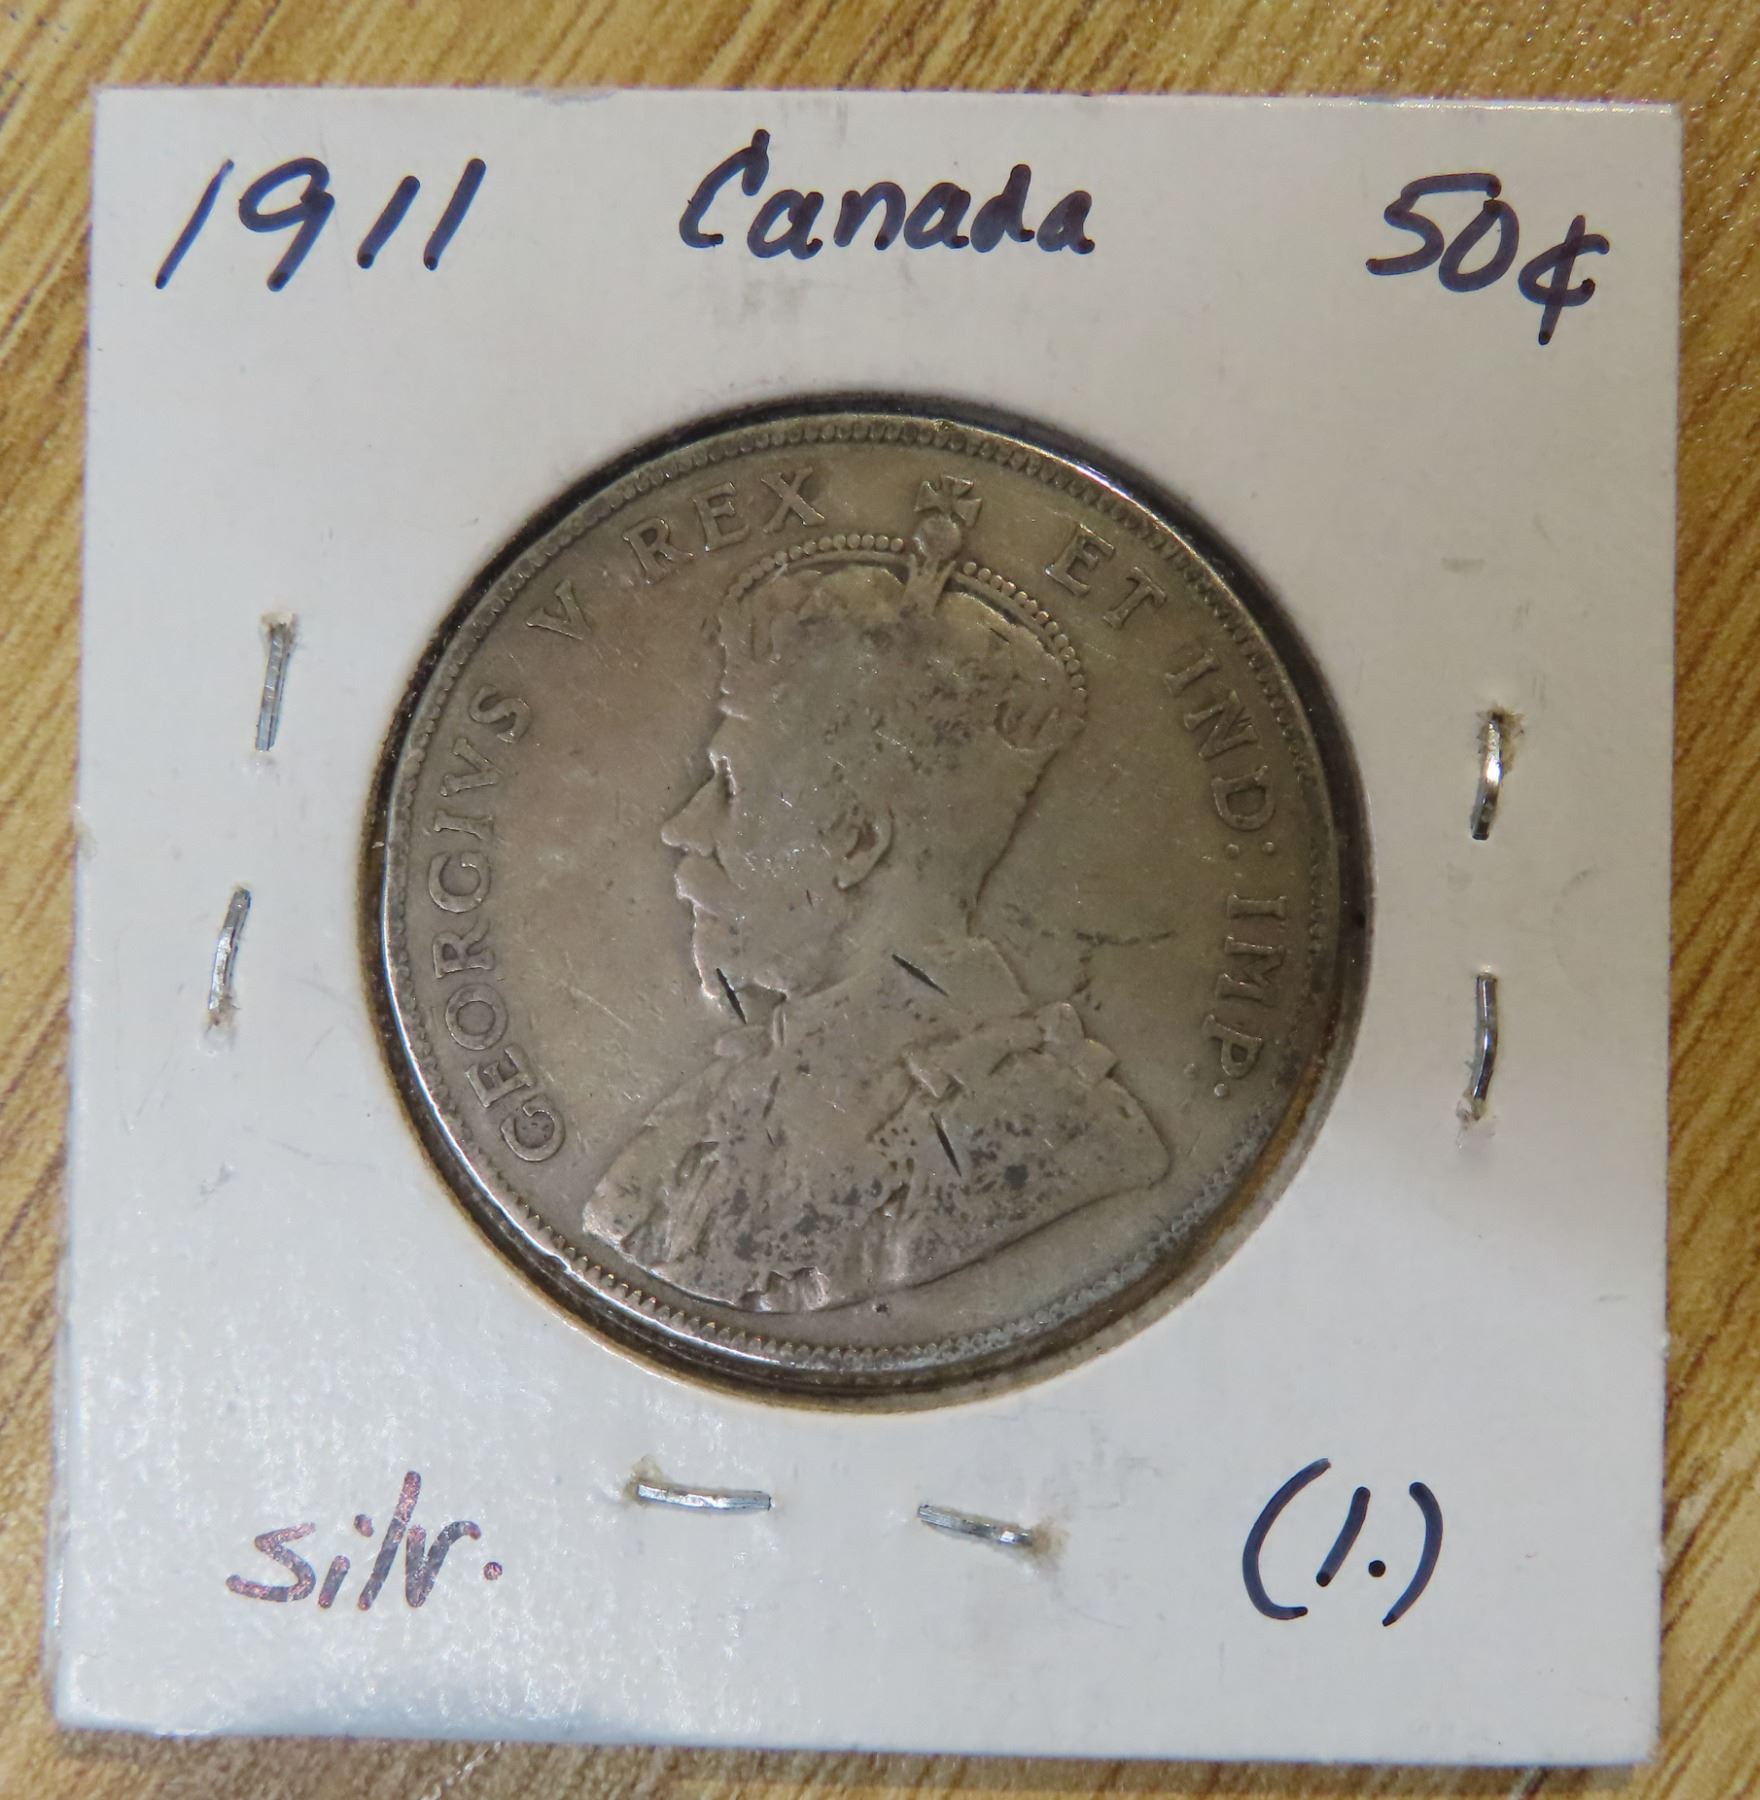 1911 Canada 50¢
GEORGIVS V REX ET IND: IMP.
silv. (1.)